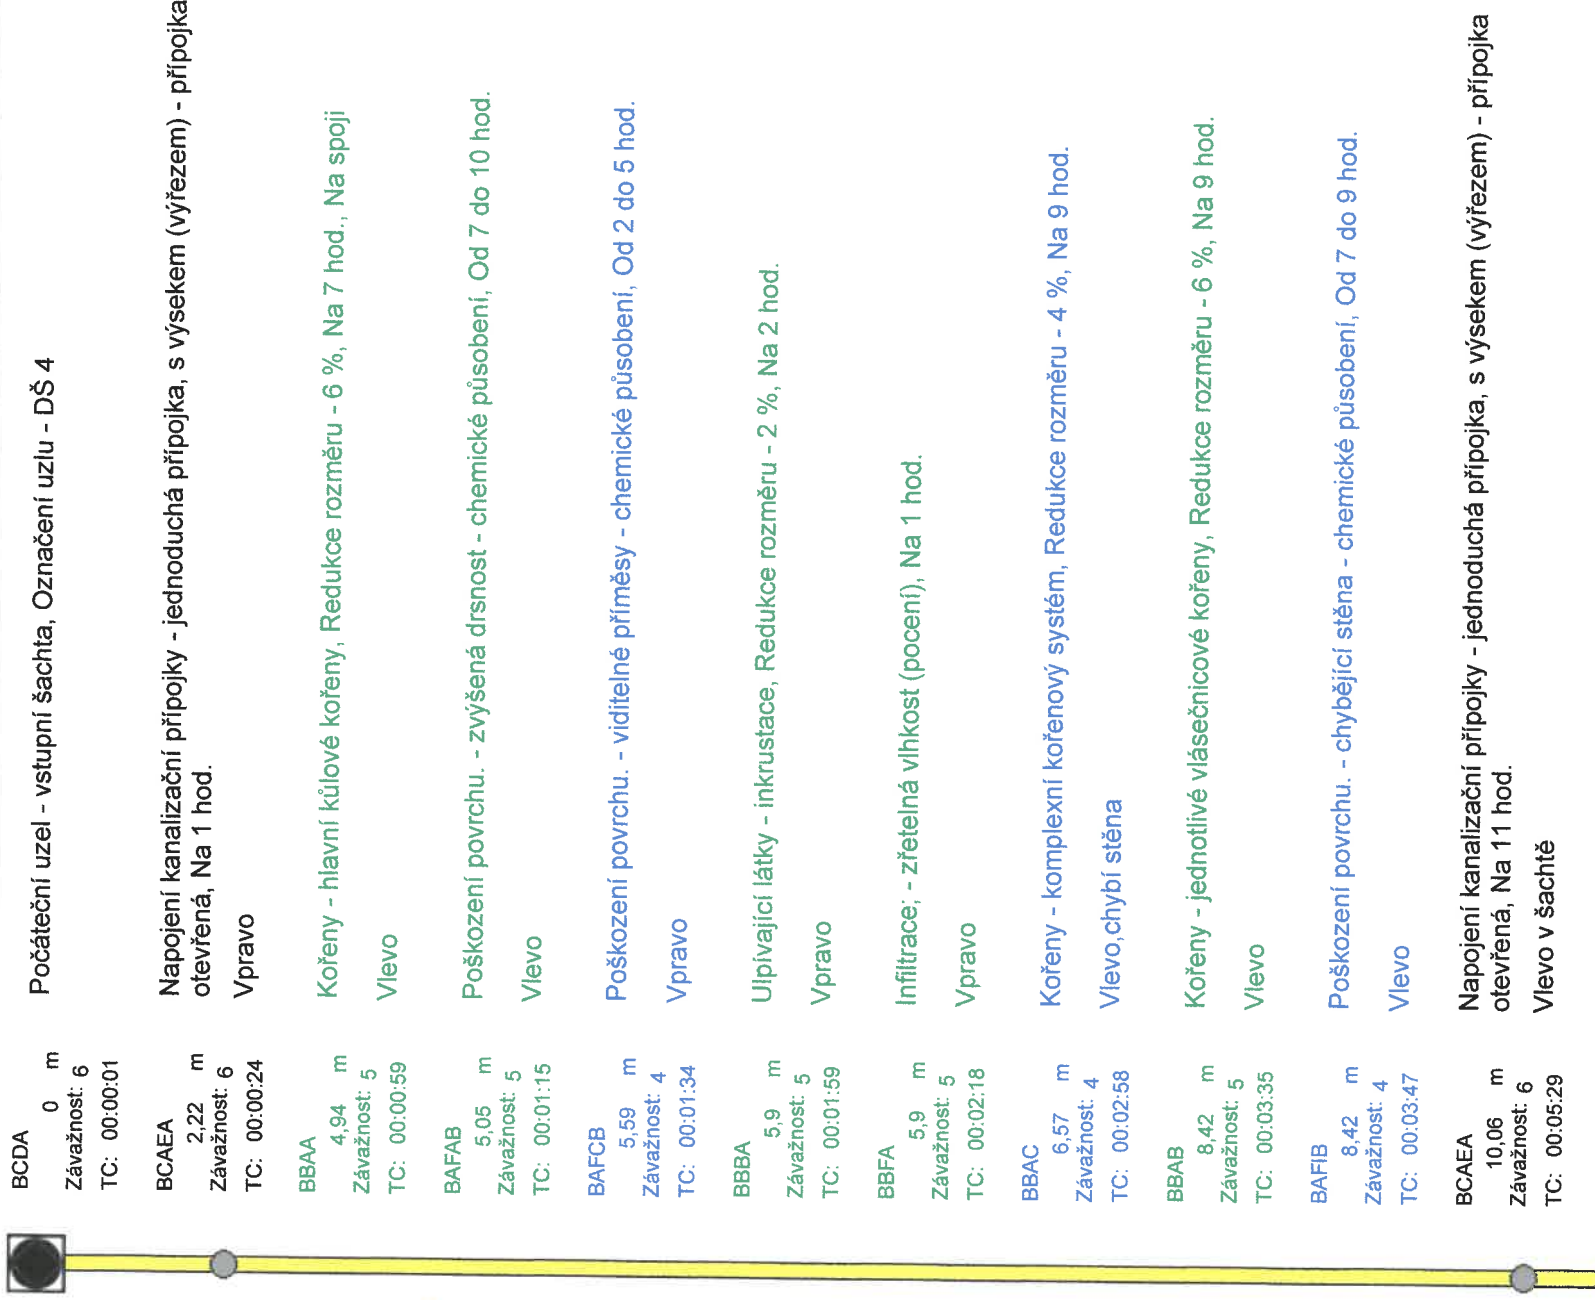 BCDA
0 m
Závažnost: 6
TC: 00:00:01
Počáteční uzel - vstupní šachta, Označení uzlu - DŠ 4
BCAEA
2,22 m
Závažnost: 6
TC: 00:00:24
Napojení kanalizační přípojky - jednoduchá přípojka, s výsekem (výřezem) - přípojka
otevřená, Na 1 hod.
Vpravo
BBAA
4,94 m
Závažnost: 5
TC: 00:00:59
Kořeny - hlavní kůlové kořeny, Redukce rozměru - 6 %, Na 7 hod., Na spoji
Vlevo
BAFAB
5,05 m
Závažnost: 5
TC: 00:01:15
Poškození povrchu. - zvýšená drsnost - chemické působení, Od 7 do 10 hod.
Vlevo
BAFCB
5,59 m
Závažnost: 4
TC: 00:01:34
Poškození povrchu. - viditelné příměsy - chemické působení, Od 2 do 5 hod.
Vpravo
BBBA
5,9 m
Závažnost: 5
TC: 00:01:59
Ulpívající látky - inkrustace, Redukce rozměru - 2 %, Na 2 hod.
Vpravo
BBFA
5,9 m
Závažnost: 5
TC: 00:02:18
Infiltrace; - zřetelná vlhkost (pocení), Na 1 hod.
Vpravo
BBAC
6,57 m
Závažnost: 4
TC: 00:02:58
Kořeny - komplexní kořenový systém, Redukce rozměru - 4 %, Na 9 hod.
Vlevo,chybí stěna
BBAB
8,42 m
Závažnost: 5
TC: 00:03:35
Kořeny - jednotlivé vlásečnicové kořeny, Redukce rozměru - 6 %, Na 9 hod.
Vlevo
BAFIB
8,42 m
Závažnost: 4
TC: 00:03:47
Poškození povrchu. - chybějící stěna - chemické působení, Od 7 do 9 hod.
Vlevo
BCAEA
10,06 m
Závažnost: 6
TC: 00:05:29
Napojení kanalizační přípojky - jednoduchá přípojka, s výsekem (výřezem) - přípojka
otevřená, Na 11 hod.
Vlevo v šachtě